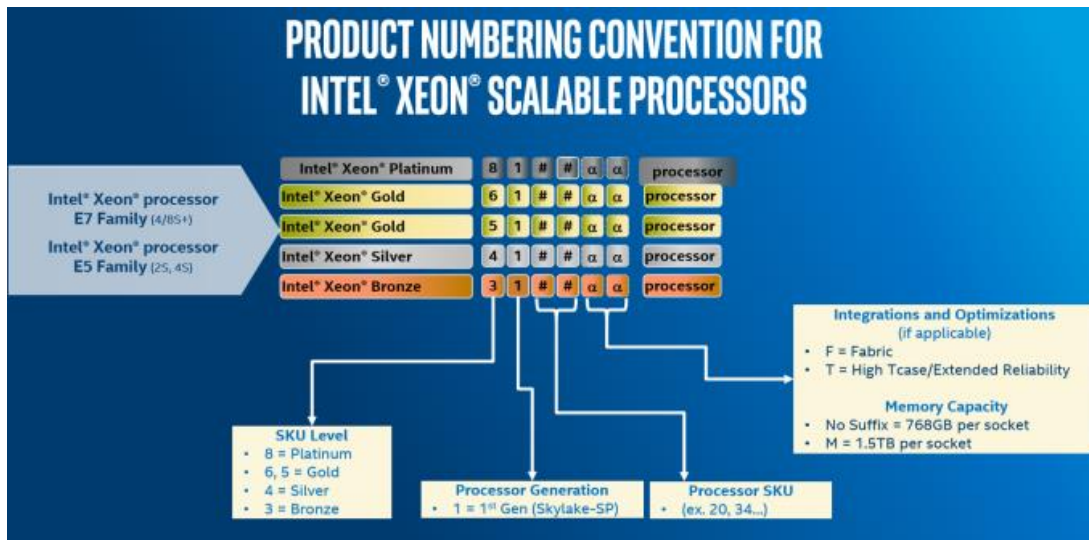 PRODUCT NUMBERING CONVENTION FOR
INTEL® XEON® SCALABLE PROCESSORS
Intel® Xeon® processor
E7 Family (4/8S+)
Intel® Xeon® processor
E5 Family (2S, 4S)
Intel® Xeon® Platinum 8 1 # # α α processor
Intel® Xeon® Gold 6 1 # # α α processor
Intel® Xeon® Gold 5 1 # # α α processor
Intel® Xeon® Silver 4 1 # # α α processor
Intel® Xeon® Bronze 3 1 # # α α processor
SKU Level
• 8 = Platinum
• 6, 5 = Gold
• 4 = Silver
• 3 = Bronze
Processor Generation
• 1 = 1st Gen (Skylake-SP)
Processor SKU
• (ex. 20, 34...)
Integrations and Optimizations
(if applicable)
• F = Fabric
• T = High Tcase/Extended Reliability
Memory Capacity
• No Suffix = 768GB per socket
• M = 1.5TB per socket